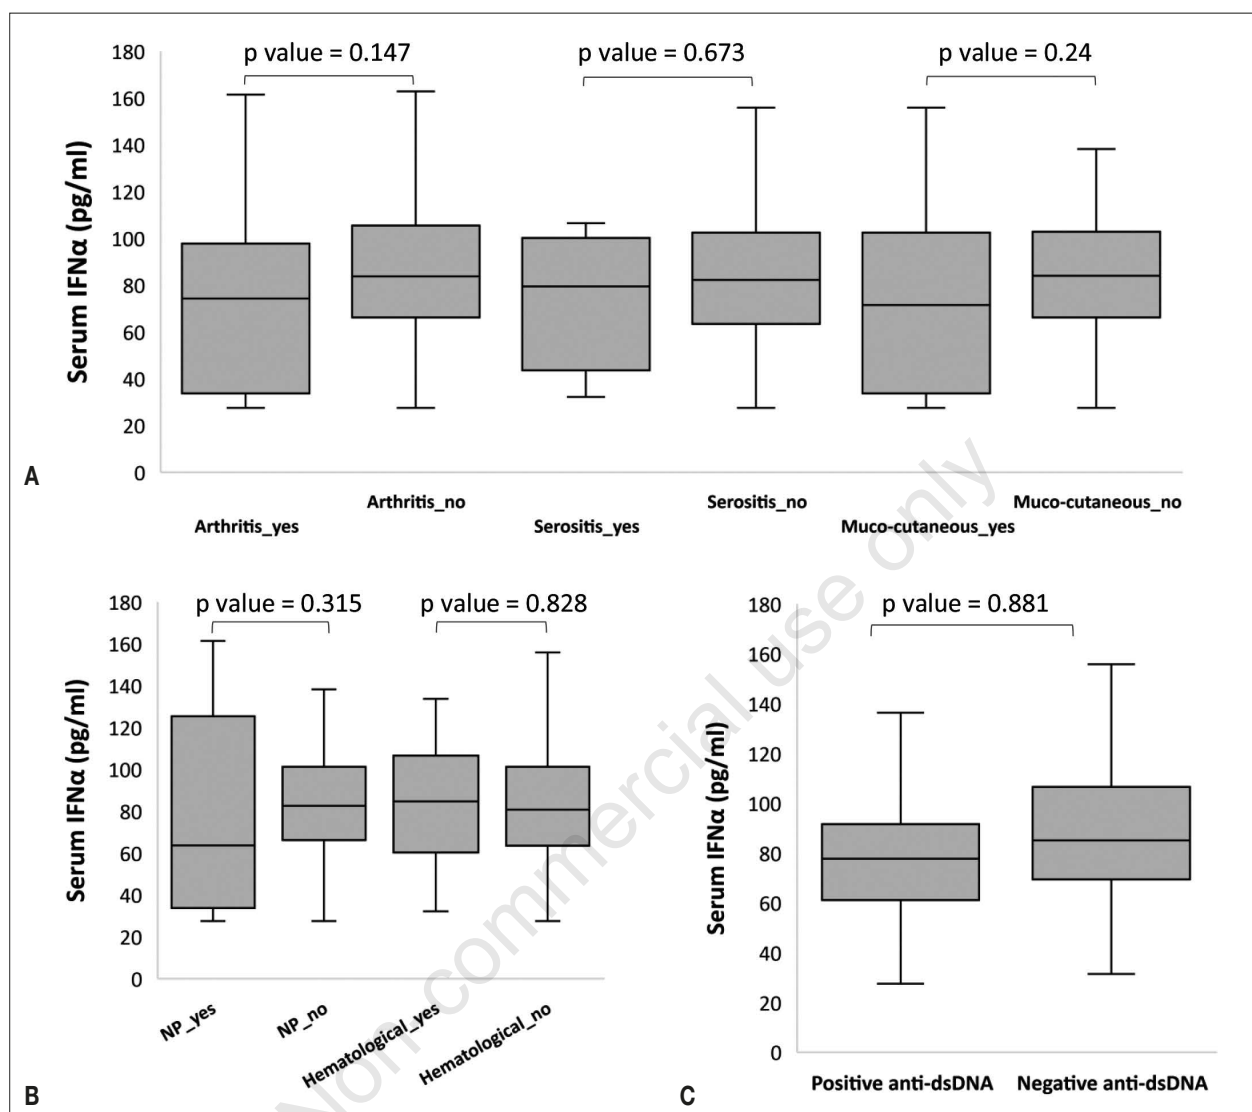 p value = 0.147
p value = 0.673
p value = 0.24
180
160
140
120
100
80
60
40
20
0
Serum IFNα (pg/ml)
A
Arthritis_yes
Arthritis_no
Serositis_yes
Serositis_no
Muco-cutaneous_yes
Muco-cutaneous_no
p value = 0.315
p value = 0.828
180
160
140
120
100
80
60
40
20
0
Serum IFNα (pg/ml)
NP_yes
NP_no
Hematological_yes
Hematological_no
B
p value = 0.881
180
160
140
120
100
80
60
40
20
0
Serum IFNα (pg/ml)
Positive anti-dsDNA
Negative anti-dsDNA
C
Non-commercial use only